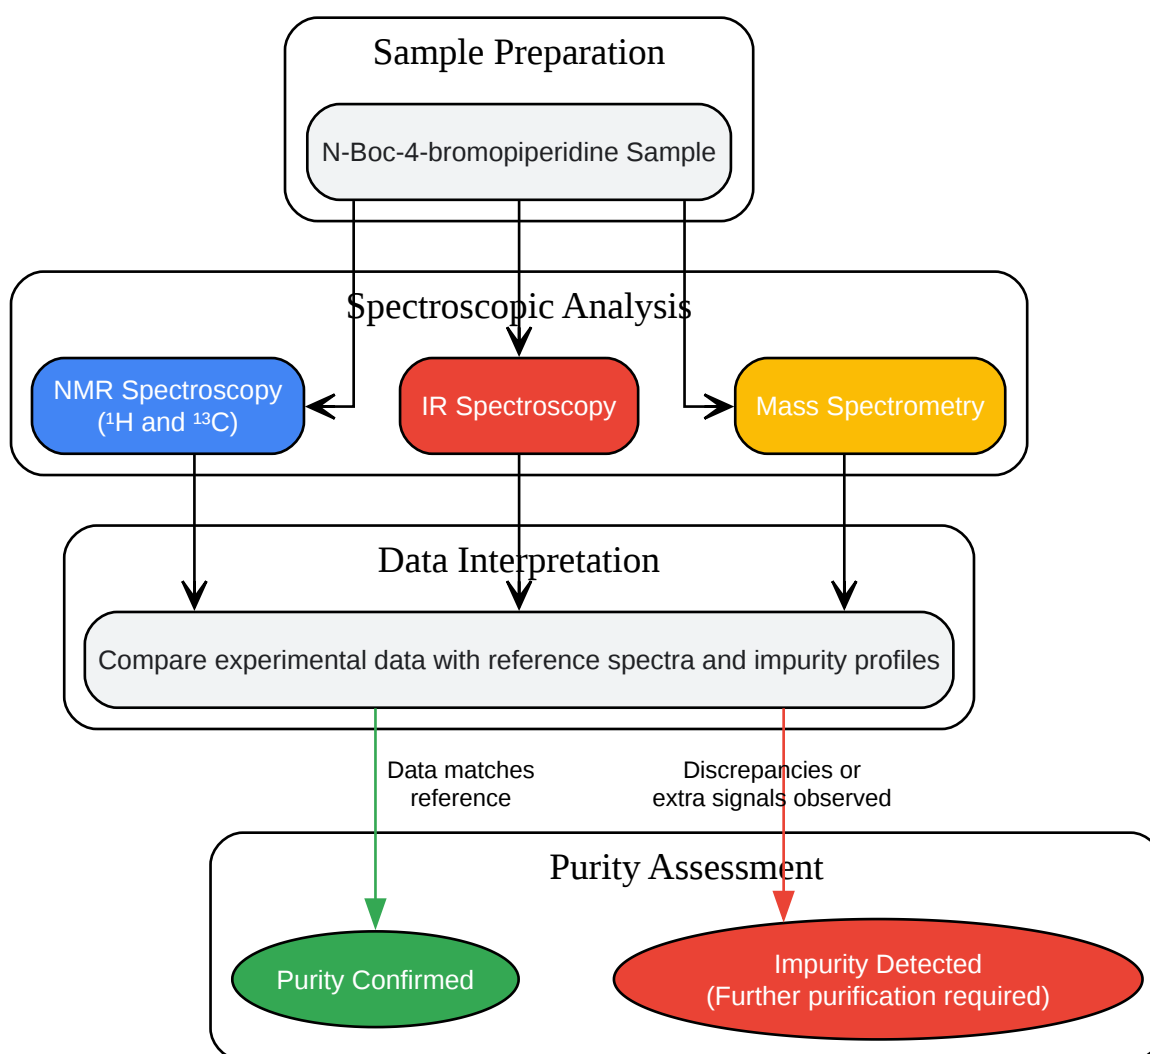 Sample Preparation
N-Boc-4-bromopiperidine Sample
Spectroscopic Analysis
NMR Spectroscopy
(¹H and ¹³C)
IR Spectroscopy
Mass Spectrometry
Data Interpretation
Compare experimental data with reference spectra and impurity profiles
Data matches
reference
Discrepancies or
extra signals observed
Purity Assessment
Purity Confirmed
Impurity Detected
(Further purification required)